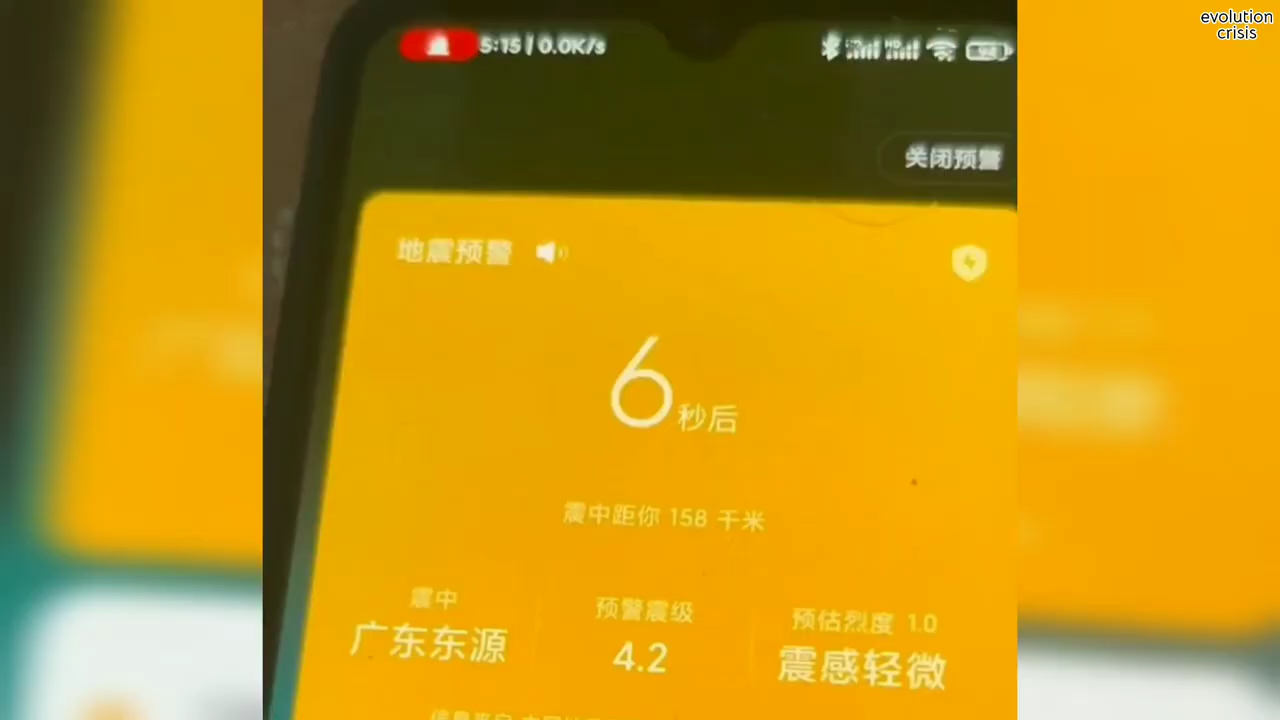 evolution
crisis
5:15 | 0.0K/s
关闭预警
地震预警
6秒后
震中距你 158 千米
震中
广东东源
预警震级
4.2
预估烈度 1.0
震感轻微